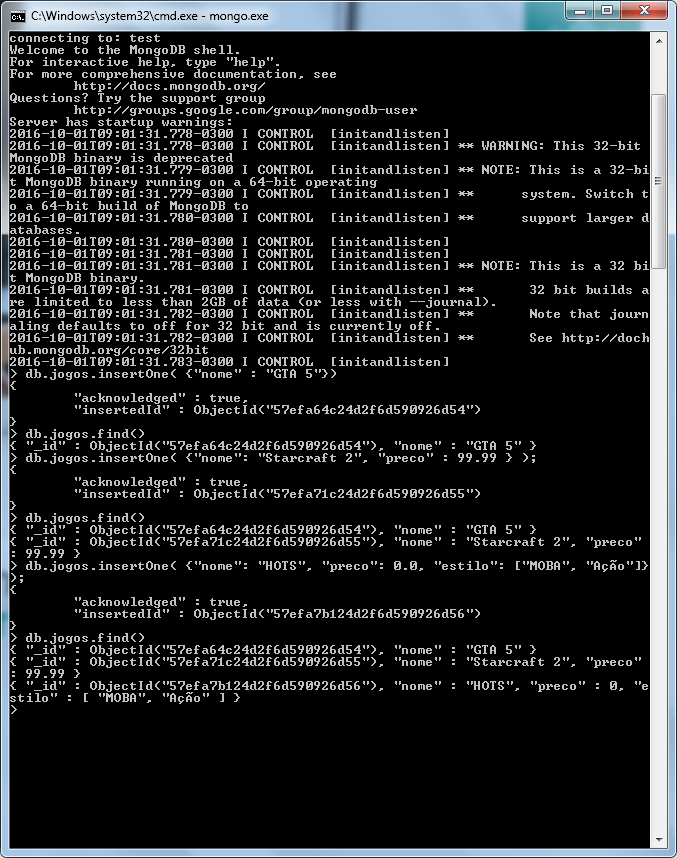 C:\Windows\system32\cmd.exe - mongo.exe
connecting to: test
Welcome to the MongoDB shell.
For interactive help, type "help".
For more comprehensive documentation, see
        http://docs.mongodb.org/
Questions? Try the support group
        http://groups.google.com/group/mongodb-user
Server has startup warnings:
2016-10-01T09:01:31.778-0300 I CONTROL  [initandlisten]
2016-10-01T09:01:31.778-0300 I CONTROL  [initandlisten] ** WARNING: This 32-bit
MongoDB binary is deprecated
2016-10-01T09:01:31.779-0300 I CONTROL  [initandlisten] ** NOTE: This is a 32-bi
t MongoDB binary running on a 64-bit operating
2016-10-01T09:01:31.779-0300 I CONTROL  [initandlisten] **      system. Switch t
o a 64-bit build of MongoDB to
2016-10-01T09:01:31.780-0300 I CONTROL  [initandlisten] **      support larger d
atabases.
2016-10-01T09:01:31.780-0300 I CONTROL  [initandlisten]
2016-10-01T09:01:31.781-0300 I CONTROL  [initandlisten]
2016-10-01T09:01:31.781-0300 I CONTROL  [initandlisten] ** NOTE: This is a 32 bi
t MongoDB binary.
2016-10-01T09:01:31.781-0300 I CONTROL  [initandlisten] **       32 bit builds a
re limited to less than 2GB of data (or less with --journal).
2016-10-01T09:01:31.782-0300 I CONTROL  [initandlisten] **       Note that journ
aling defaults to off for 32 bit and is currently off.
2016-10-01T09:01:31.782-0300 I CONTROL  [initandlisten] **       See http://doch
ub.mongodb.org/core/32bit
2016-10-01T09:01:31.783-0300 I CONTROL  [initandlisten]
> db.jogos.insertOne( {"nome" : "GTA 5"})
{
        "acknowledged" : true,
        "insertedId" : ObjectId("57efa64c24d2f6d590926d54")
}
> db.jogos.find()
{ "_id" : ObjectId("57efa64c24d2f6d590926d54"), "nome" : "GTA 5" }
> db.jogos.insertOne( {"nome": "Starcraft 2", "preco" : 99.99 } );
{
        "acknowledged" : true,
        "insertedId" : ObjectId("57efa71c24d2f6d590926d55")
}
> db.jogos.find()
{ "_id" : ObjectId("57efa64c24d2f6d590926d54"), "nome" : "GTA 5" }
{ "_id" : ObjectId("57efa71c24d2f6d590926d55"), "nome" : "Starcraft 2", "preco"
: 99.99 }
> db.jogos.insertOne( {"nome": "HOTS", "preco": 0.0, "estilo": ["MOBA", "Ação"]}
);
{
        "acknowledged" : true,
        "insertedId" : ObjectId("57efa7b124d2f6d590926d56")
}
> db.jogos.find()
{ "_id" : ObjectId("57efa64c24d2f6d590926d54"), "nome" : "GTA 5" }
{ "_id" : ObjectId("57efa71c24d2f6d590926d55"), "nome" : "Starcraft 2", "preco"
: 99.99 }
{ "_id" : ObjectId("57efa7b124d2f6d590926d56"), "nome" : "HOTS", "preco" : 0, "e
stilo" : [ "MOBA", "Ação" ] }
>